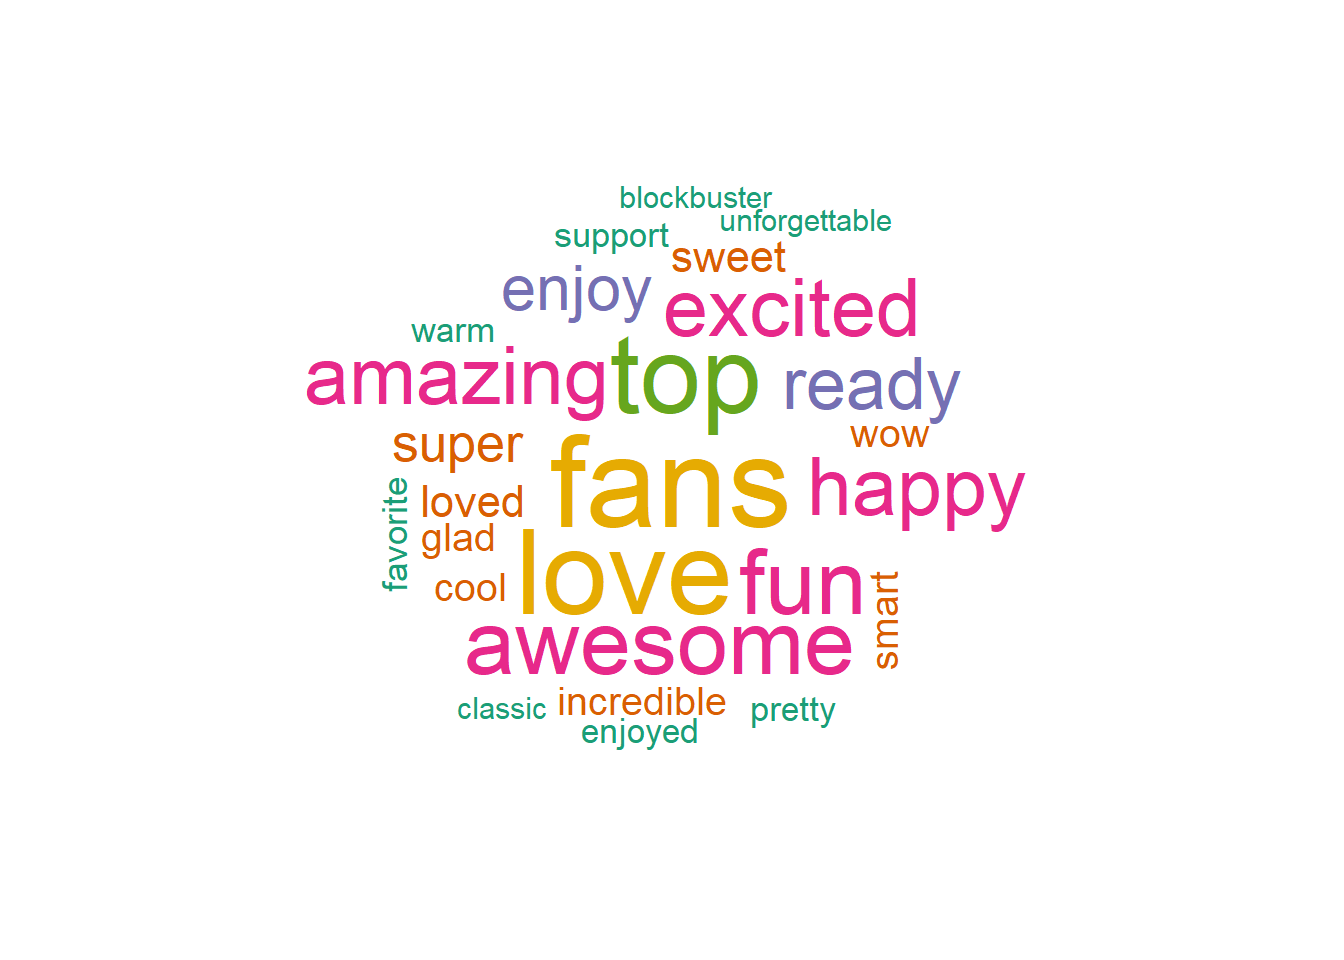 blockbuster
unforgettable
support
sweet
enjoy
excited
warm
amazing
top
ready
super
wow
fans
happy
favorite
loved
glad
cool
love
fun
smart
awesome
classic
incredible
pretty
enjoyed